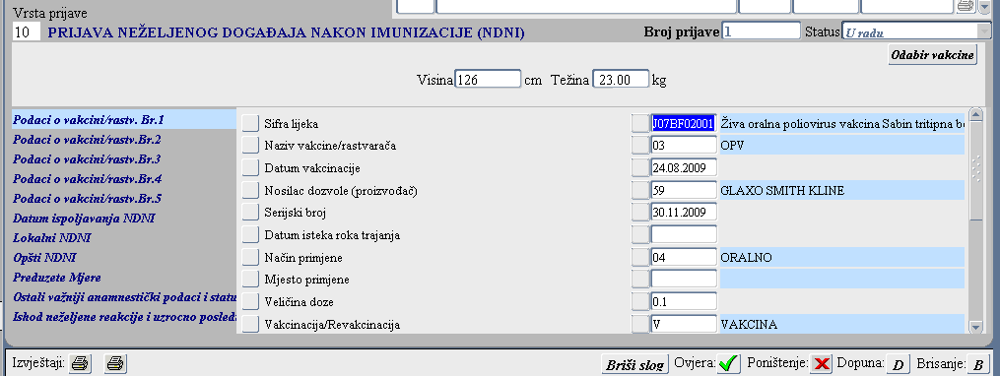 Vrsta prijave
10 PRIJAVA NEŽELJENOG DOGAĐAJA NAKON IMUNIZACIJE (NDNI) Broj prijave 1 Status U radu
Odabir vakcine
Visina 126 cm Težina 23.00 kg
Podaci o vakcini/rastv. Br.1
Podaci o vakcini/rastv.Br.2
Podaci o vakcini/rastv.Br.3
Podaci o vakcini/rastv.Br.4
Podaci o vakcini/rastv.Br.5
Datum ispoljavanja NDNI
Lokalni NDNI
Opšti NDNI
Preduzete Mjere
Ostali važniji anamnestički podaci i statu
Ishod neželjene reakcije i uzrocno posled
Sifra lijeka J07BF02001 Živa oralna poliovirus vakcina Sabin tritipna be
Naziv vakcine/rastvarača 03 OPV
Datum vakcinacije 24.08.2009
Nosilac dozvole (proizvođač) 59 GLAXO SMITH KLINE
Serijski broj 30.11.2009
Datum isteka roka trajanja
Način primjene 04 ORALNO
Mjesto primjene
Veličina doze 0.1
Vakcinacija/Revakcinacija V VAKCINA
Izvještaji: Briši slog Ovjera: Poništenje: Dopuna: D Brisanje: B